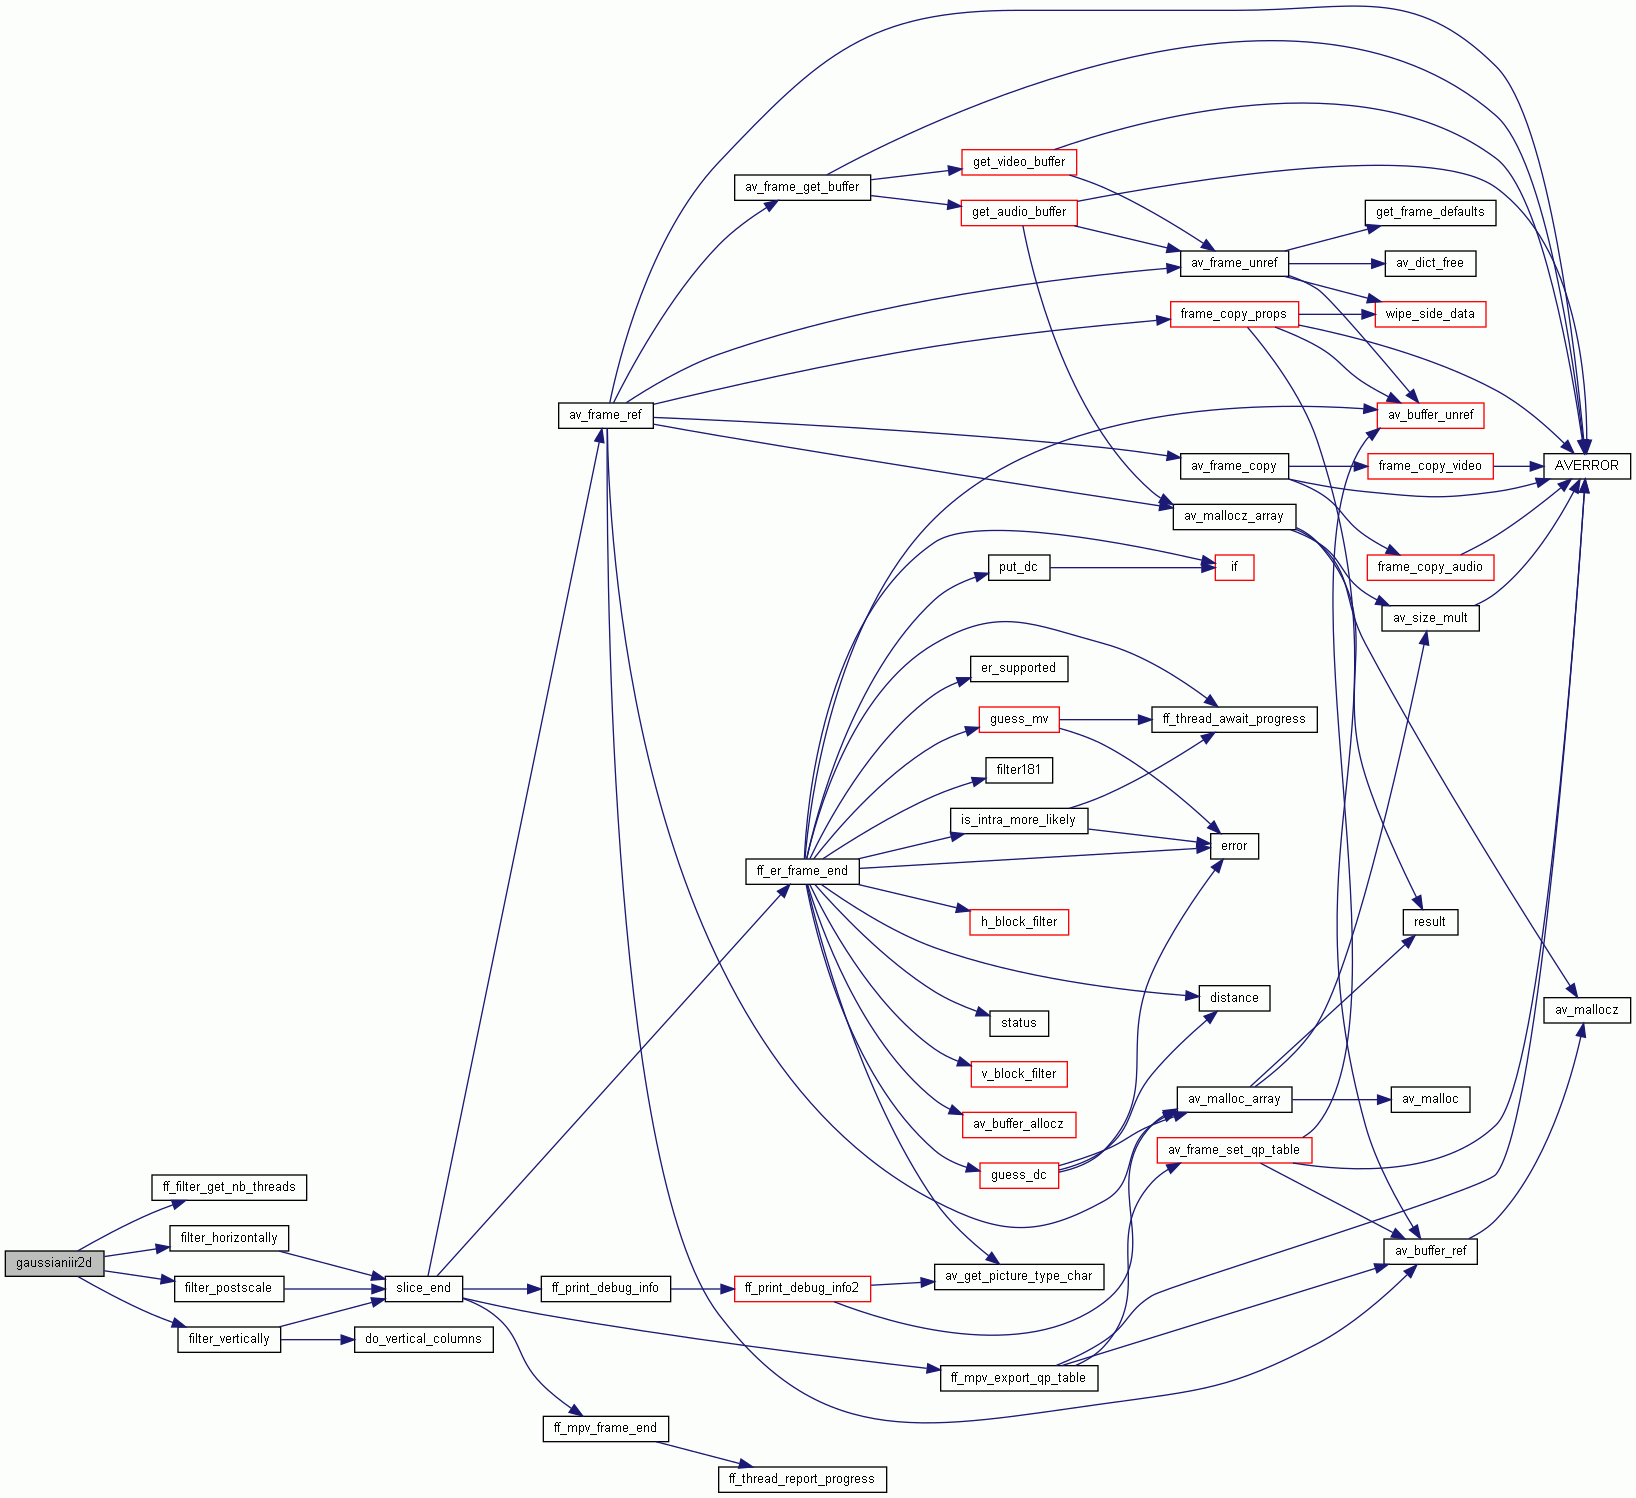 get_video_buffer
av_frame_get_buffer
get_audio_buffer
get_frame_defaults
av_frame_unref
av_dict_free
frame_copy_props
wipe_side_data
av_frame_ref
av_buffer_unref
av_frame_copy
frame_copy_video
AVERROR
av_mallocz_array
put_dc
if
frame_copy_audio
av_size_mult
er_supported
guess_mv
ff_thread_await_progress
filter181
is_intra_more_likely
error
ff_er_frame_end
h_block_filter
result
distance
av_mallocz
status
v_block_filter
av_malloc_array
av_malloc
av_buffer_allocz
av_frame_set_qp_table
guess_dc
ff_filter_get_nb_threads
filter_horizontally
av_buffer_ref
gaussianiir2d
av_get_picture_type_char
filter_postscale
slice_end
ff_print_debug_info
ff_print_debug_info2
filter_vertically
do_vertical_columns
ff_mpv_export_qp_table
ff_mpv_frame_end
ff_thread_report_progress